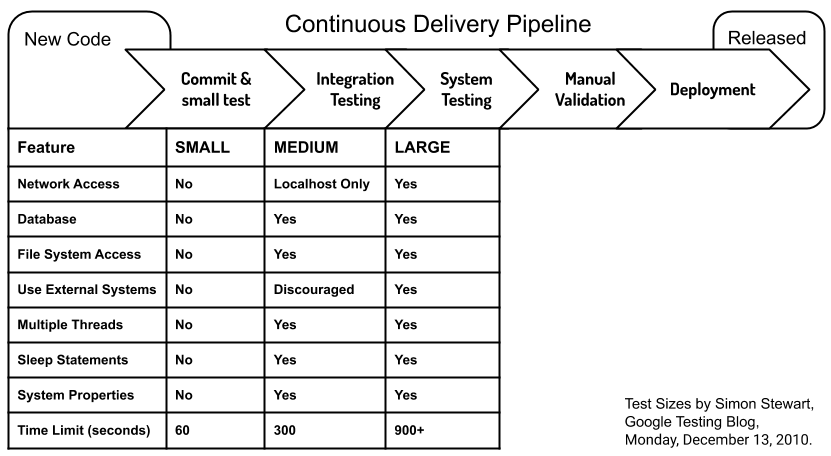 Continuous Delivery Pipeline
New Code
Released
Commit &
small test
Integration
Testing
System
Testing
Manual
Validation
Deployment
Feature SMALL MEDIUM LARGE
Network Access No Localhost Only Yes
Database No Yes Yes
File System Access No Yes Yes
Use External Systems No Discouraged Yes
Multiple Threads No Yes Yes
Sleep Statements No Yes Yes
System Properties No Yes Yes
Time Limit (seconds) 60 300 900+
Test Sizes by Simon Stewart,
Google Testing Blog,
Monday, December 13, 2010.